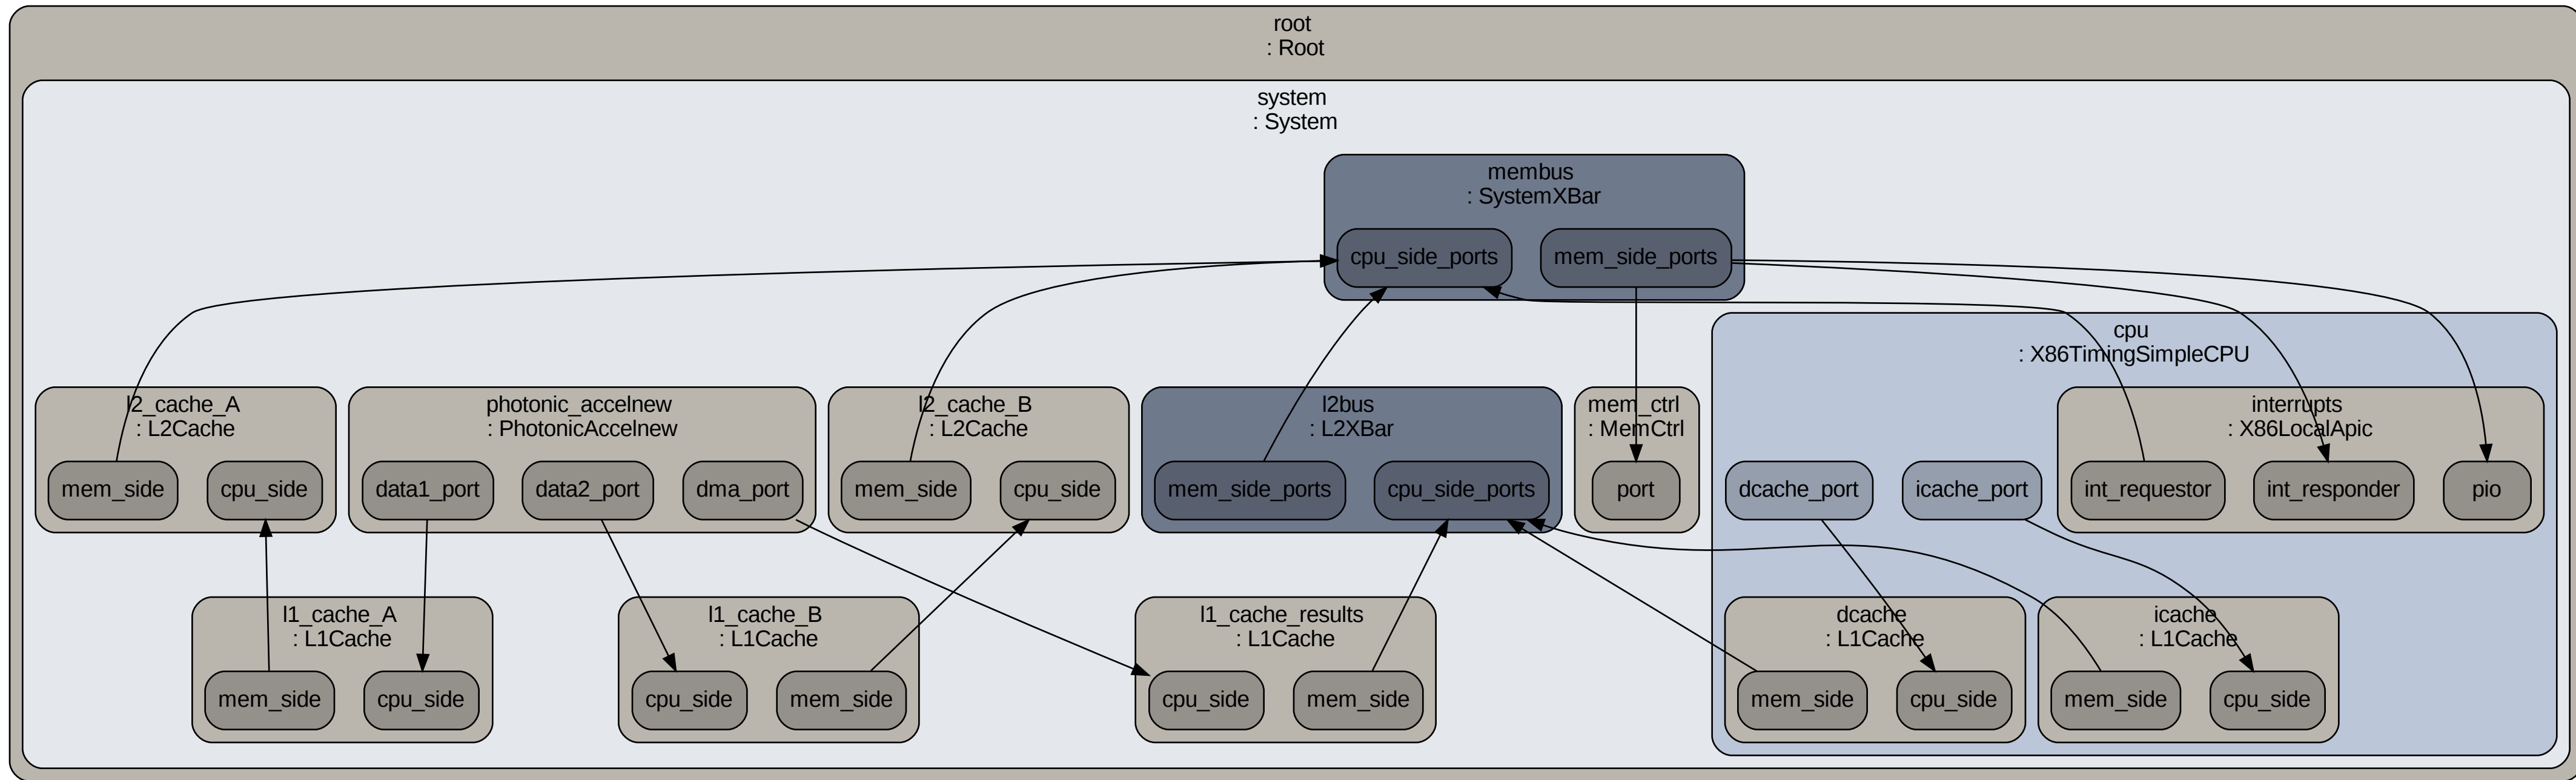 root
: Root
system
: System
membus
: SystemXBar
cpu_side_ports
mem_side_ports
cpu
: X86TimingSimpleCPU
l2_cache_A
: L2Cache
mem_side
cpu_side
photonic_accelnew
: PhotonicAccelnew
data1_port
data2_port
dma_port
l2_cache_B
: L2Cache
mem_side
cpu_side
l2bus
: L2XBar
mem_side_ports
cpu_side_ports
mem_ctrl
: MemCtrl
port
dcache_port
icache_port
interrupts
: X86LocalApic
int_requestor
int_responder
pio
l1_cache_A
: L1Cache
mem_side
cpu_side
l1_cache_B
: L1Cache
cpu_side
mem_side
l1_cache_results
: L1Cache
cpu_side
mem_side
dcache
: L1Cache
mem_side
cpu_side
icache
: L1Cache
mem_side
cpu_side